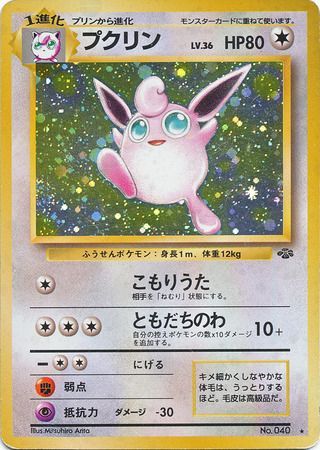 1進化
プリンから進化
モンスターカードに重ねて使います。
プクリン LV.36 HP80
ふうせんポケモン：身長1m、体重12kg
こもりうた
相手を「ねむり」状態にする。
ともだちのわ 10+
自分の控えポケモンの数×10ダメージ
を追加する。
− にげる
弱点
抵抗力 ダメージ -30
キメ細かくしなやかな
体毛は、うっとりする
ほど。毛皮は高級品だ。
Illus.Mitsuhiro Arita
No.040 ★